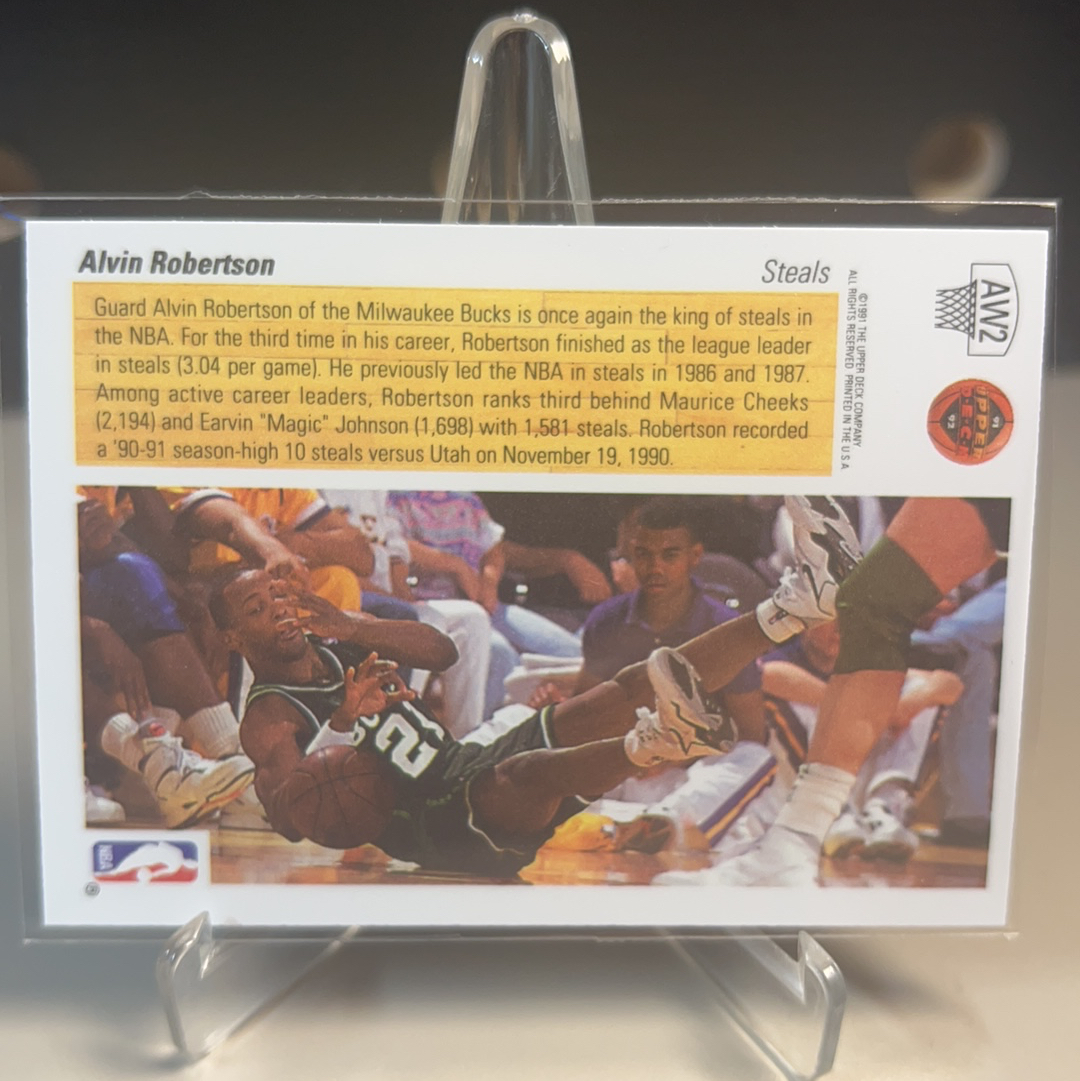 Alvin Robertson
Steals
Guard Alvin Robertson of the Milwaukee Bucks is once again the king of steals in
the NBA. For the third time in his career, Robertson finished as the league leader
in steals (3.04 per game). He previously led the NBA in steals in 1986 and 1987.
Among active career leaders, Robertson ranks third behind Maurice Cheeks
(2,194) and Earvin "Magic" Johnson (1,698) with 1,581 steals. Robertson recorded
a '90-91 season-high 10 steals versus Utah on November 19, 1990.
©1991 THE UPPER DECK COMPANY
ALL RIGHTS RESERVED PRINTED IN THE U.S.A.
AW2
91
UPPER
DECK
92
21
NBA
®